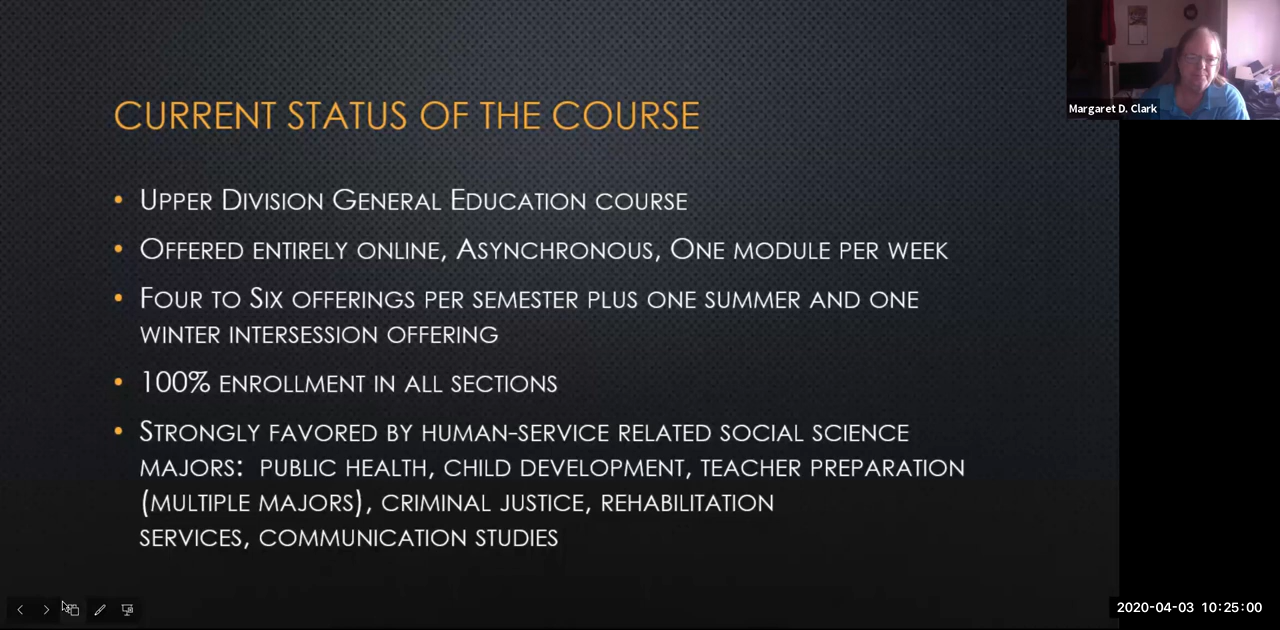 CURRENT STATUS OF THE COURSE
Margaret D. Clark
• UPPER DIVISION GENERAL EDUCATION COURSE
• OFFERED ENTIRELY ONLINE, ASYNCHRONOUS, ONE MODULE PER WEEK
• FOUR TO SIX OFFERINGS PER SEMESTER PLUS ONE SUMMER AND ONE
WINTER INTERSESSION OFFERING
• 100% ENROLLMENT IN ALL SECTIONS
• STRONGLY FAVORED BY HUMAN-SERVICE RELATED SOCIAL SCIENCE
MAJORS: PUBLIC HEALTH, CHILD DEVELOPMENT, TEACHER PREPARATION
(MULTIPLE MAJORS), CRIMINAL JUSTICE, REHABILITATION
SERVICES, COMMUNICATION STUDIES
2020-04-03 10:25:00